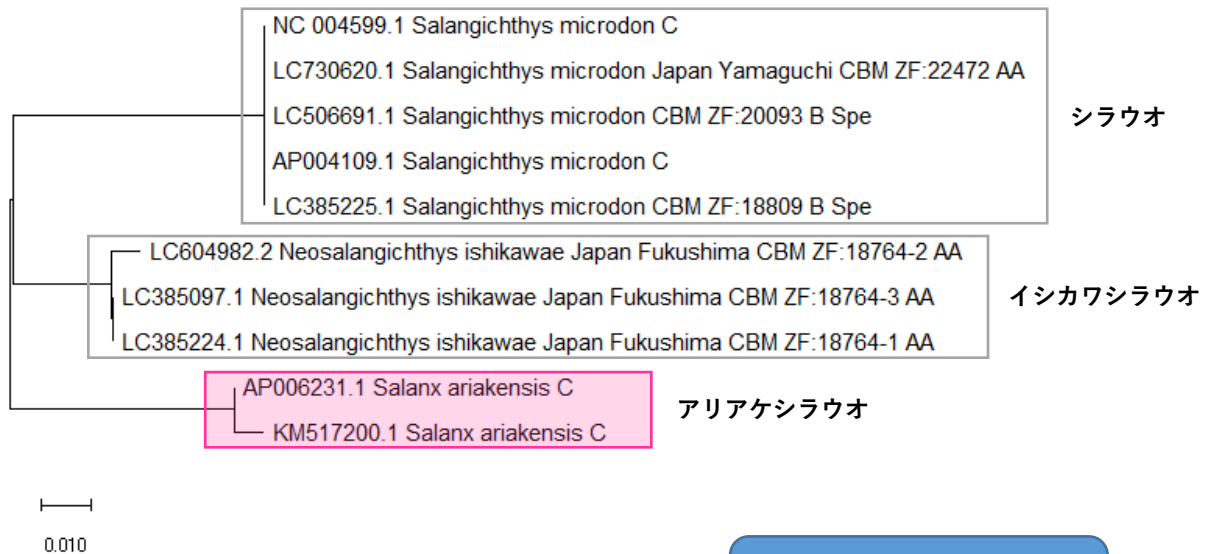 NC 004599.1 Salangichthys microdon C
LC730620.1 Salangichthys microdon Japan Yamaguchi CBM ZF:22472 AA
LC506691.1 Salangichthys microdon CBM ZF:20093 B Spe
シラウオ
AP004109.1 Salangichthys microdon C
LC385225.1 Salangichthys microdon CBM ZF:18809 B Spe
LC604982.2 Neosalangichthys ishikawae Japan Fukushima CBM ZF:18764-2 AA
LC385097.1 Neosalangichthys ishikawae Japan Fukushima CBM ZF:18764-3 AA
イシカワシラウオ
LC385224.1 Neosalangichthys ishikawae Japan Fukushima CBM ZF:18764-1 AA
AP006231.1 Salanx ariakensis C
アリアケシラウオ
KM517200.1 Salanx ariakensis C
0.010